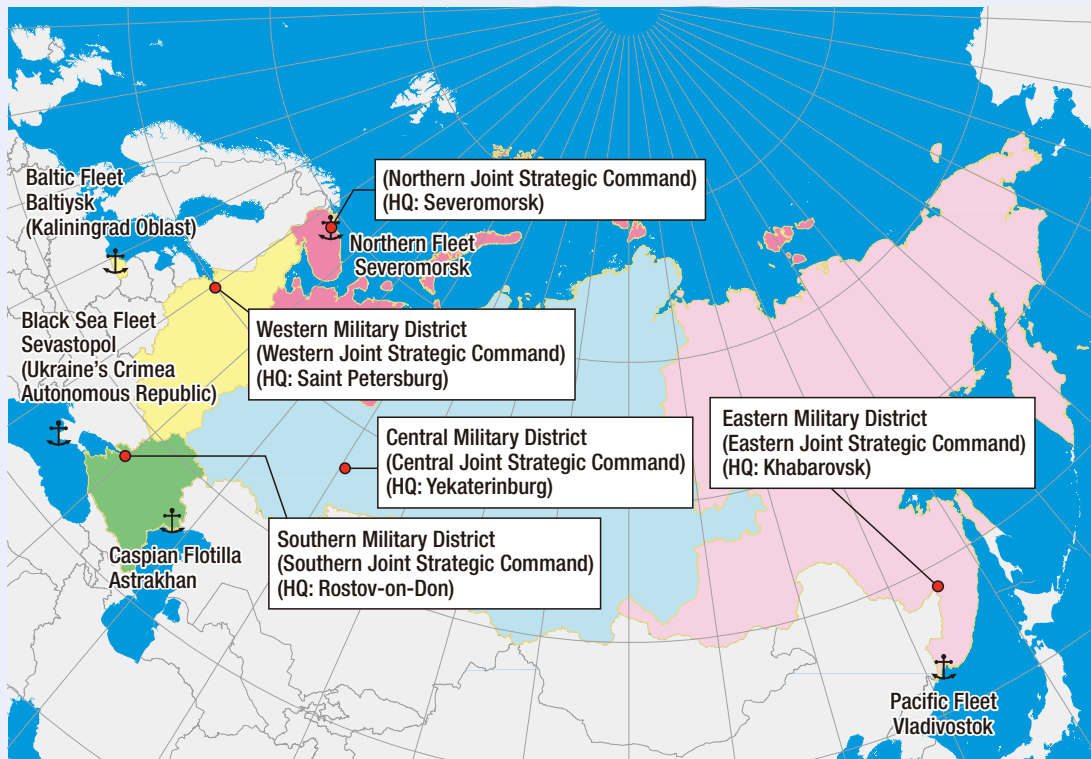 Baltic Fleet
Baltiysk
(Kaliningrad Oblast)
(Northern Joint Strategic Command)
(HQ: Severomorsk)
Northern Fleet
Severomorsk
Black Sea Fleet
Sevastopol
(Ukraine's Crimea
Autonomous Republic)
Western Military District
(Western Joint Strategic Command)
(HQ: Saint Petersburg)
Central Military District
(Central Joint Strategic Command)
(HQ: Yekaterinburg)
Eastern Military District
(Eastern Joint Strategic Command)
(HQ: Khabarovsk)
Southern Military District
(Southern Joint Strategic Command)
(HQ: Rostov-on-Don)
Caspian Flotilla
Astrakhan
Pacific Fleet
Vladivostok